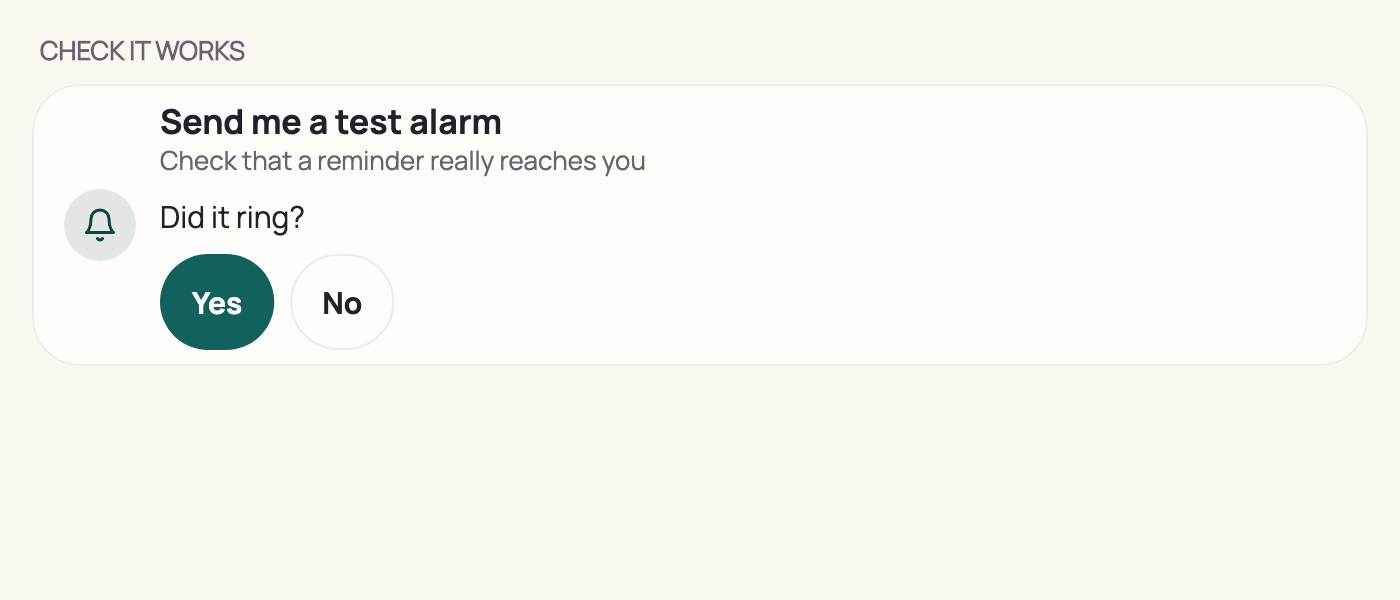 CHECK IT WORKS
Send me a test alarm
Check that a reminder really reaches you
Did it ring?
Yes
No